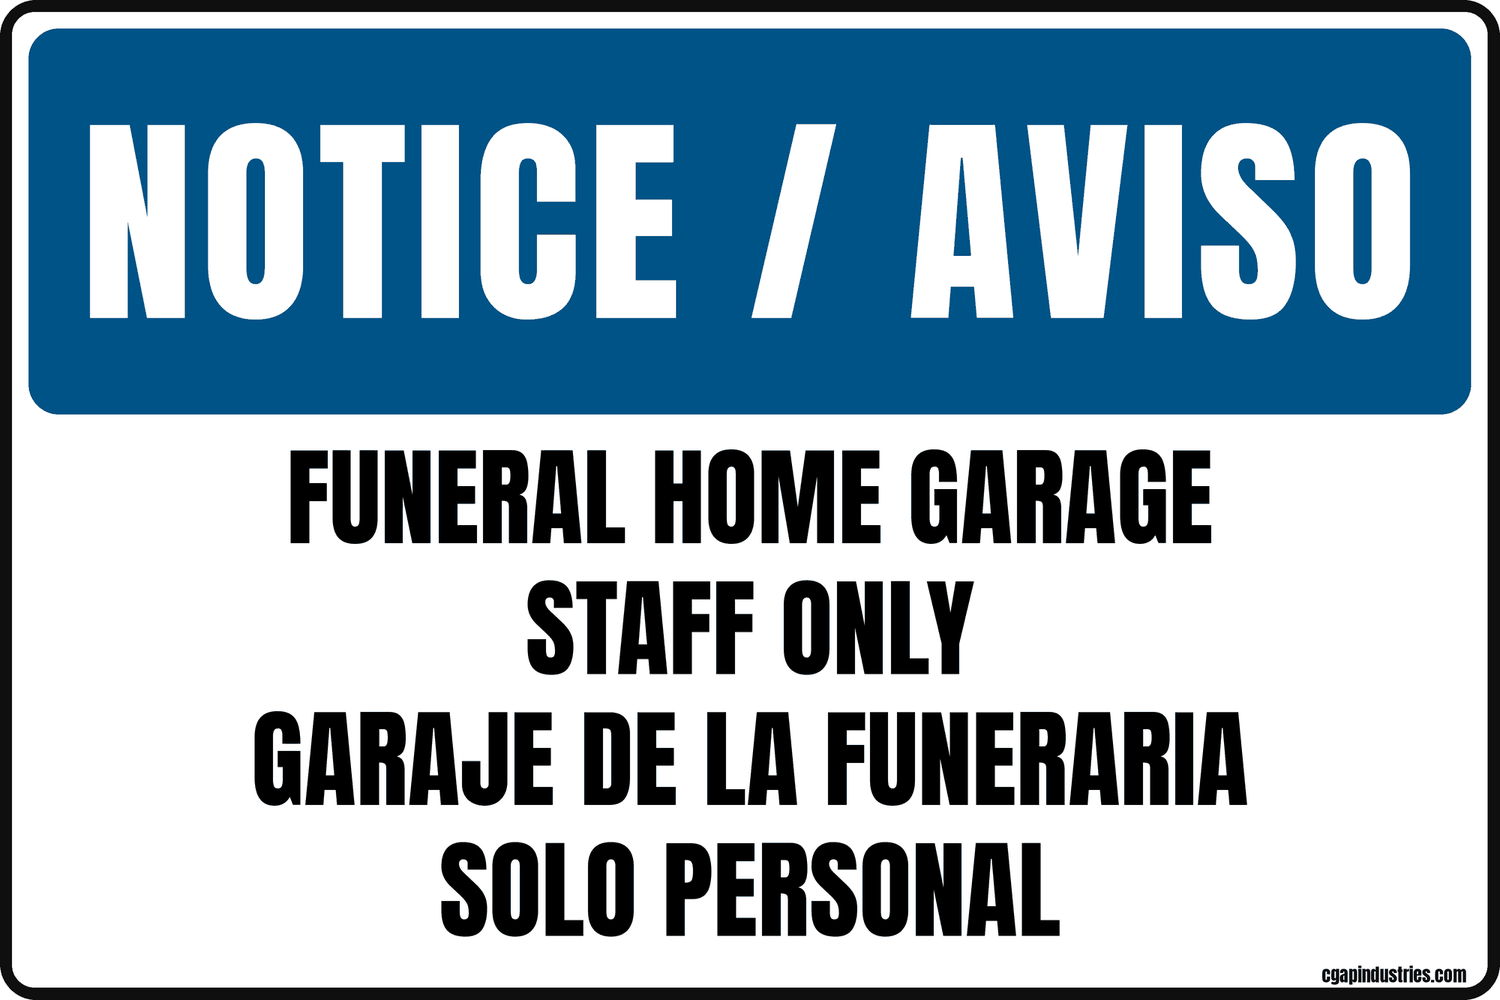 NOTICE / AVISO
FUNERAL HOME GARAGE
STAFF ONLY
GARAJE DE LA FUNERARIA
SOLO PERSONAL
cgapindustries.com